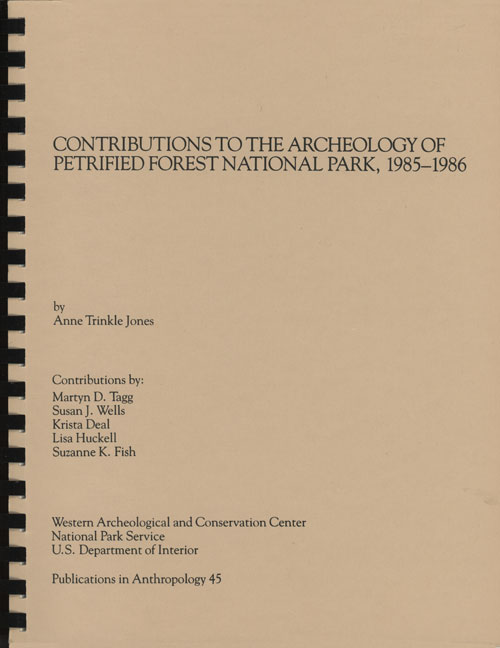 CONTRIBUTIONS TO THE ARCHEOLOGY OF
PETRIFIED FOREST NATIONAL PARK, 1985–1986
by
Anne Trinkle Jones
Contributions by:
Martyn D. Tagg
Susan J. Wells
Krista Deal
Lisa Huckell
Suzanne K. Fish
Western Archeological and Conservation Center
National Park Service
U.S. Department of Interior
Publications in Anthropology 45